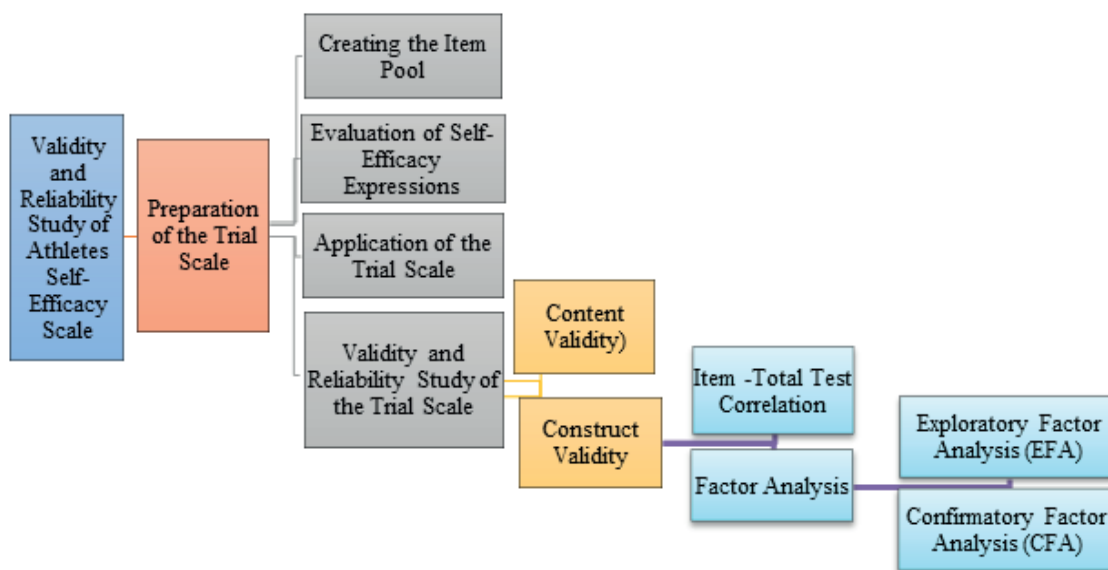 Validity
and
Reliability
Study of
Athletes
Self-
Efficacy
Scale
Preparation
of the Trial
Scale
Creating the Item
Pool
Evaluation of Self-
Efficacy
Expressions
Application of the
Trial Scale
Validity and
Reliability Study of
the Trial Scale
Content
Validity)
Construct
Validity
Item -Total Test
Correlation
Factor Analysis
Exploratory Factor
Analysis (EFA)
Confirmatory Factor
Analysis (CFA)